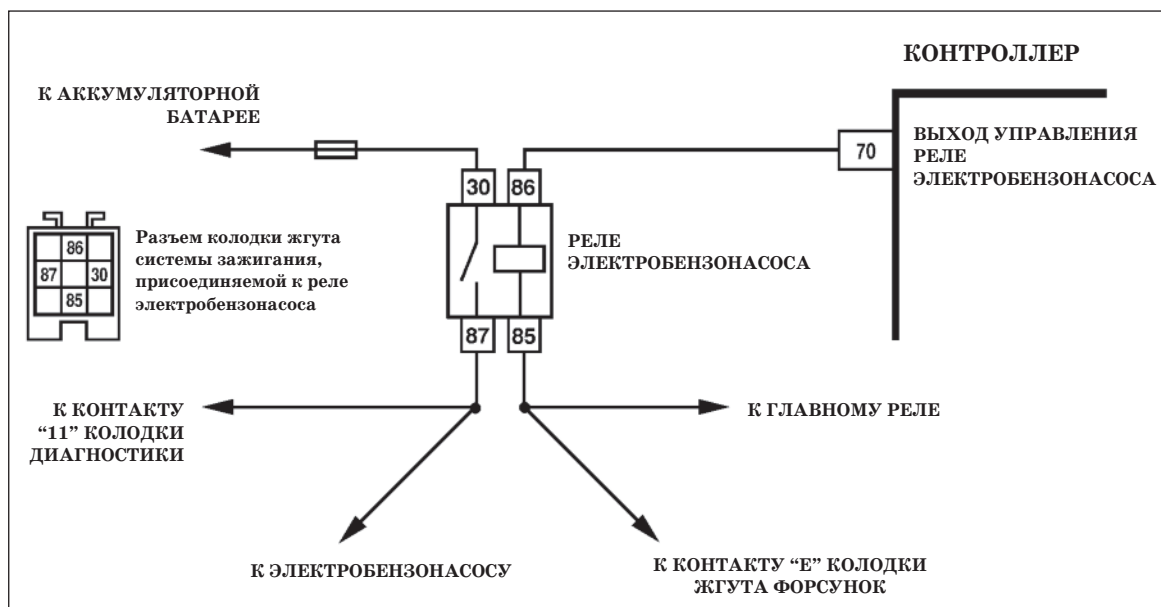 КОНТРОЛЛЕР
К АККУМУЛЯТОРНОЙ
БАТАРЕЕ
70
ВЫХОД УПРАВЛЕНИЯ
РЕЛЕ
ЭЛЕКТРОБЕНЗОНАСОСА
30 86
86
87 30
85
Разъем колодки жгута
системы зажигания,
присоединяемой к реле
электробензонасоса
РЕЛЕ
ЭЛЕКТРОБЕНЗОНАСОСА
87 85
К КОНТАКТУ
“11” КОЛОДКИ
ДИАГНОСТИКИ
К ГЛАВНОМУ РЕЛЕ
К ЭЛЕКТРОБЕНЗОНАСОСУ
К КОНТАКТУ “Е” КОЛОДКИ
ЖГУТА ФОРСУНОК